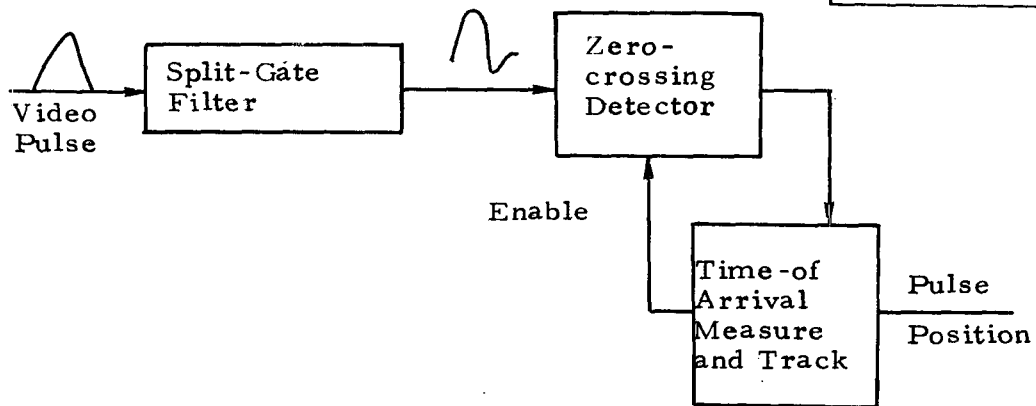 Video
Pulse
Split-Gate
Filter
Zero-
crossing
Detector
Enable
Time-of
Arrival
Measure
and Track
Pulse
Position